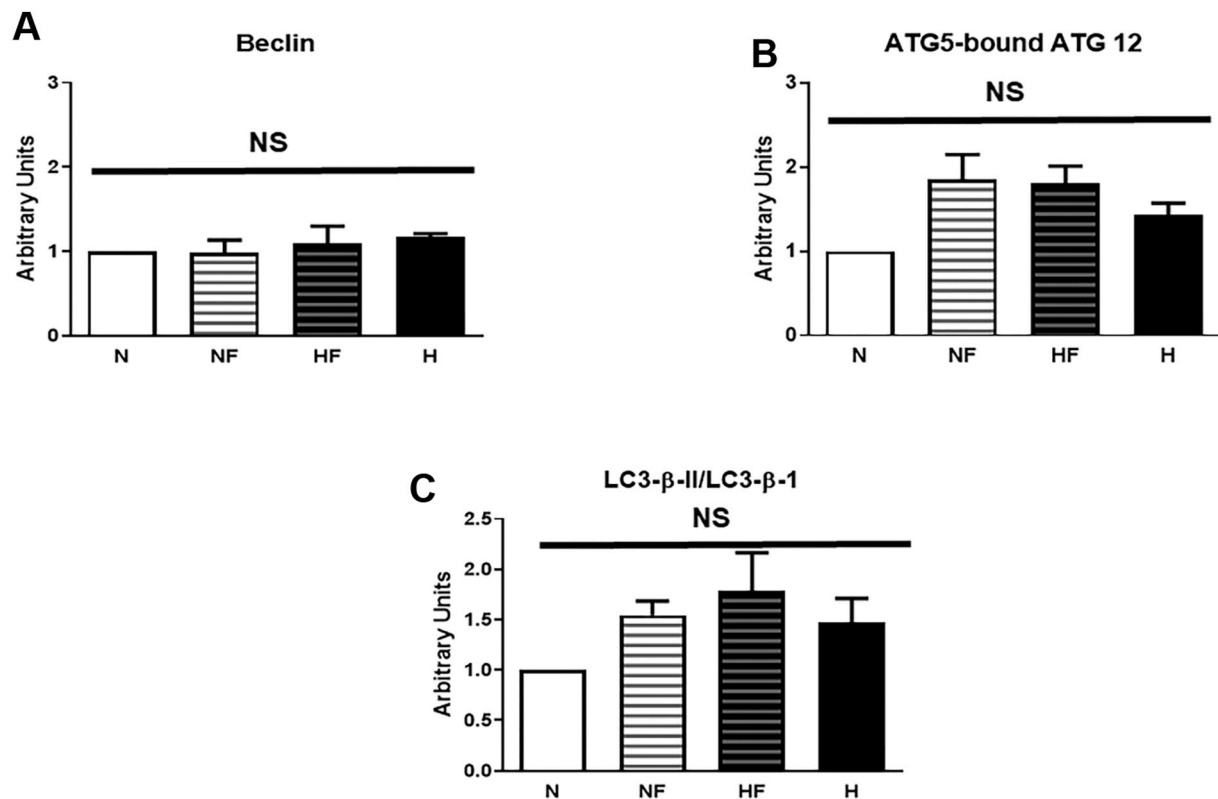 A
Beclin
3
2
1
0
Arbitrary Units
NS
N NF HF H
B
ATG5-bound ATG 12
3
2
1
0
Arbitrary Units
NS
N NF HF H
C
LC3-β-II/LC3-β-1
2.5
2.0
1.5
1.0
0.5
0.0
Arbitrary Units
NS
N NF HF H